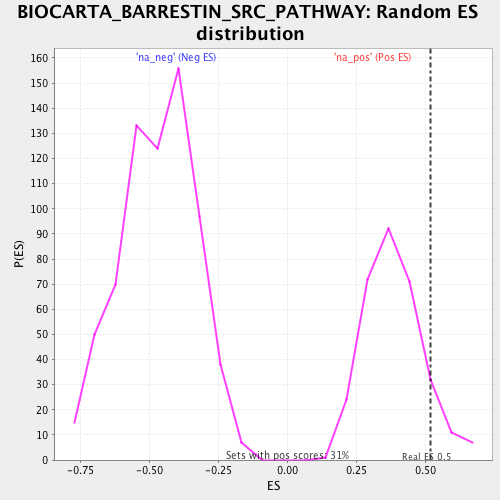 BIOCARTA_BARRESTIN_SRC_PATHWAY: Random ES
distribution
'na_neg' (Neg ES)
'na_pos' (Pos ES)
160
150
140
130
120
110
100
90
80
70
60
50
40
30
20
10
0
P(ES)
Sets with pos scores: 31%
Real ES 0.5
-0.75
-0.50
-0.25
0.00
0.25
0.50
ES